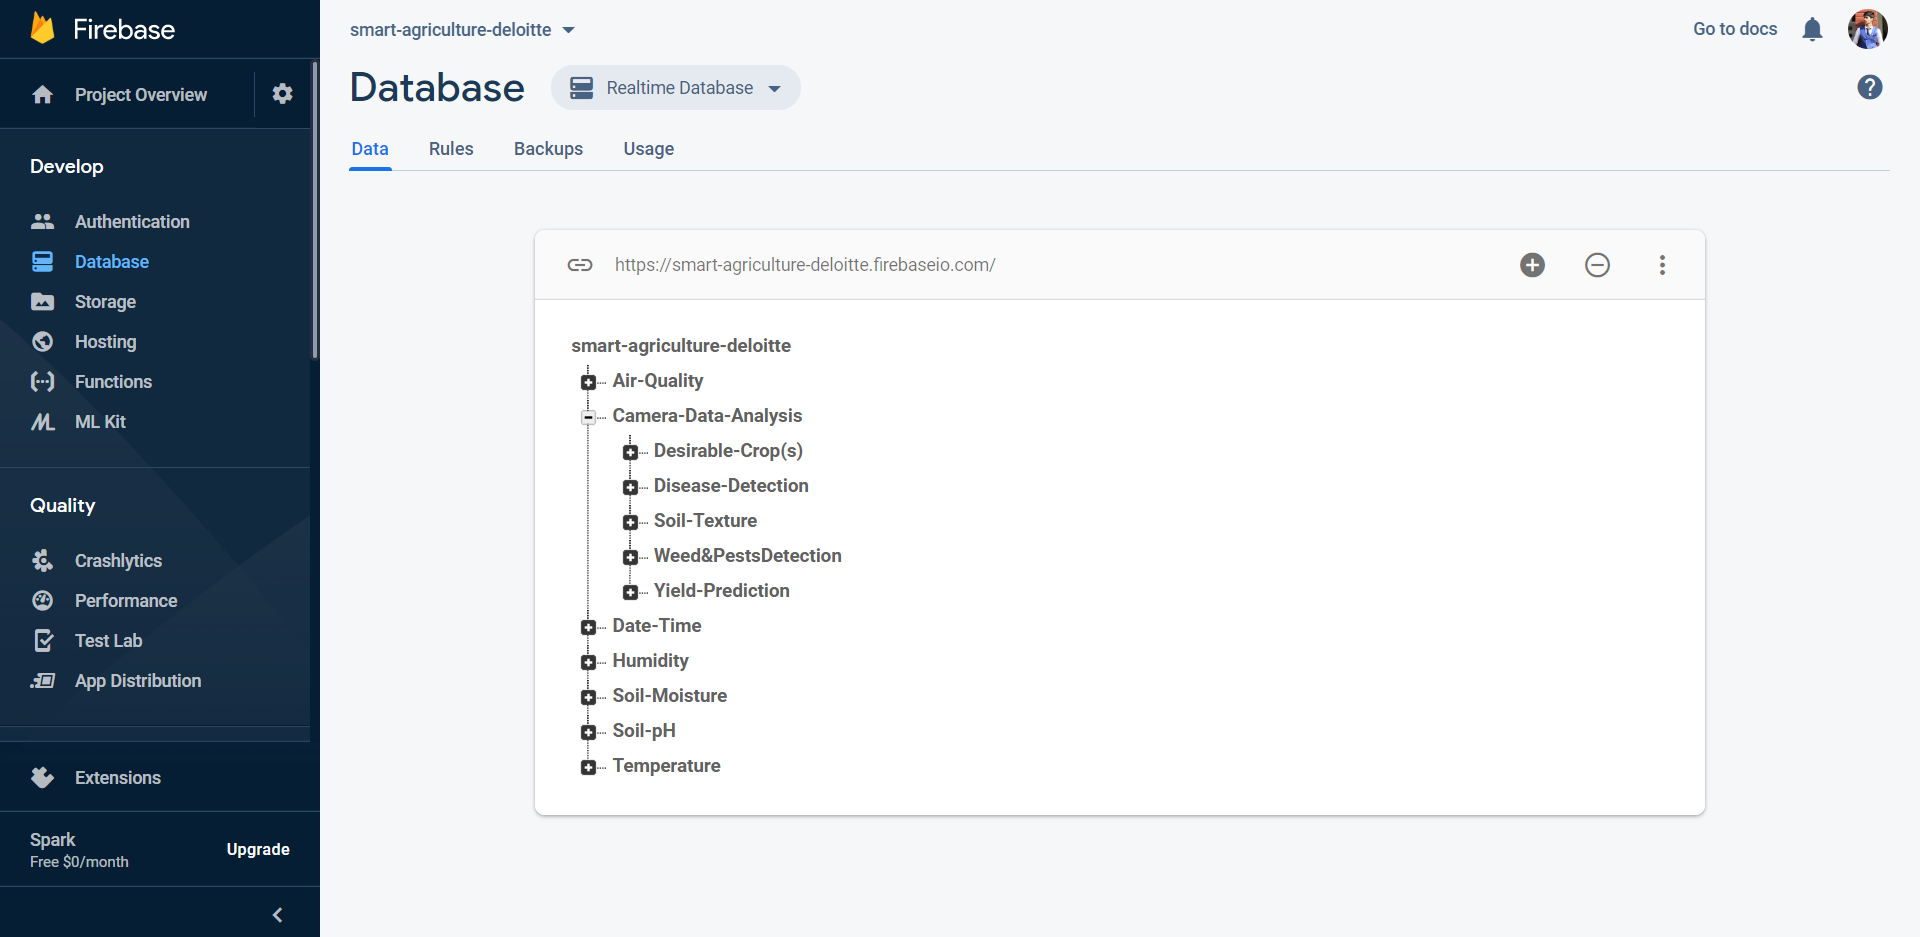 Firebase
Project Overview
Develop
Authentication
Database
Storage
Hosting
Functions
ML Kit
Quality
Crashlytics
Performance
Test Lab
App Distribution
Extensions
Spark
Free $0/month
Upgrade
smart-agriculture-deloitte
Go to docs
Database
Realtime Database
Data Rules Backups Usage
https://smart-agriculture-deloitte.firebaseio.com/
smart-agriculture-deloitte
Air-Quality
Camera-Data-Analysis
Desirable-Crop(s)
Disease-Detection
Soil-Texture
Weed&PestsDetection
Yield-Prediction
Date-Time
Humidity
Soil-Moisture
Soil-pH
Temperature